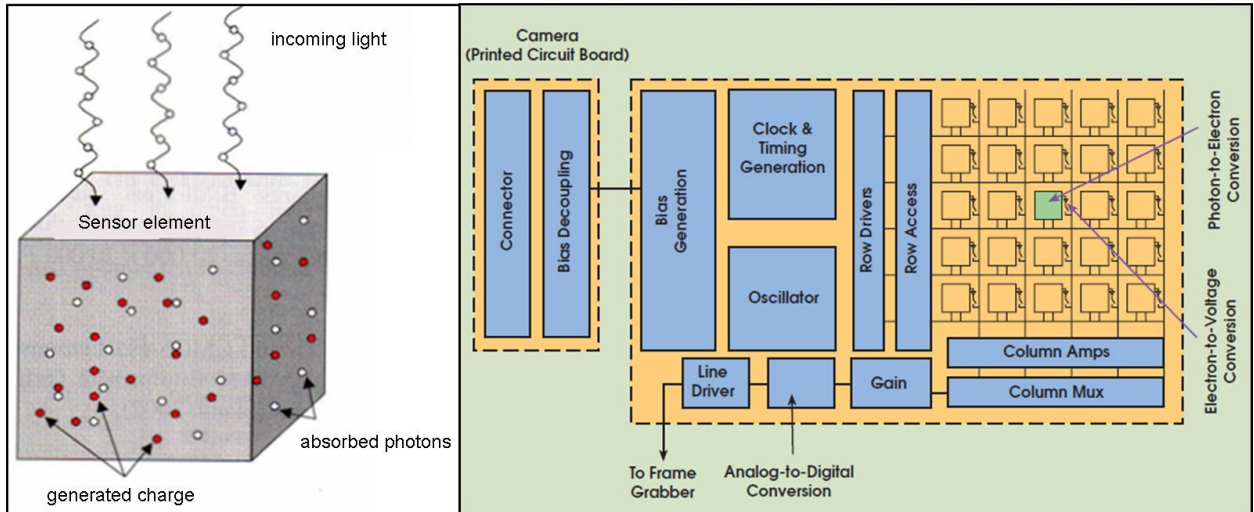 incoming light
Sensor element
absorbed photons
generated charge
Camera
(Printed Circuit Board)
Connector
Bias Decoupling
Bias
Generation
Clock &
Timing
Generation
Oscillator
Row Drivers
Row Access
Line
Driver
Gain
Column Amps
Column Mux
To Frame
Grabber
Analog-to-Digital
Conversion
Photon-to-Electron
Conversion
Electron-to-Voltage
Conversion